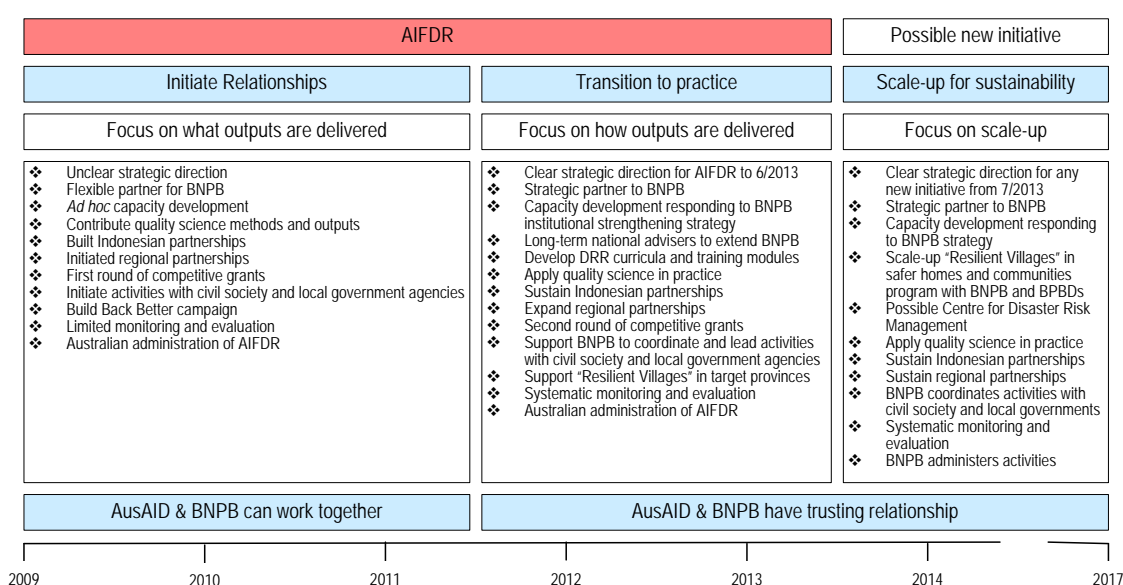 AIFDR
Possible new initiative
Initiate Relationships
Transition to practice
Scale-up for sustainability
Focus on what outputs are delivered
Focus on how outputs are delivered
Focus on scale-up
❖ Unclear strategic direction
❖ Flexible partner for BNPB
❖ Ad hoc capacity development
❖ Contribute quality science methods and outputs
❖ Built Indonesian partnerships
❖ Initiated regional partnerships
❖ First round of competitive grants
❖ Initiate activities with civil society and local government agencies
❖ Build Back Better campaign
❖ Limited monitoring and evaluation
❖ Australian administration of AIFDR
❖ Clear strategic direction for AIFDR to 6/2013
❖ Strategic partner to BNPB
❖ Capacity development responding to BNPB
institutional strengthening strategy
❖ Long-term national advisers to extend BNPB
❖ Develop DRR curricula and training modules
❖ Apply quality science in practice
❖ Sustain Indonesian partnerships
❖ Expand regional partnerships
❖ Second round of competitive grants
❖ Support BNPB to coordinate and lead activities
with civil society and local government agencies
❖ Support “Resilient Villages” in target provinces
❖ Systematic monitoring and evaluation
❖ Australian administration of AIFDR
❖ Clear strategic direction for any
new initiative from 7/2013
❖ Strategic partner to BNPB
❖ Capacity development responding
to BNPB strategy
❖ Scale-up “Resilient Villages” in
safer homes and communities
program with BNPB and BPBDs
❖ Possible Centre for Disaster Risk
Management
❖ Apply quality science in practice
❖ Sustain Indonesian partnerships
❖ Sustain regional partnerships
❖ BNPB coordinates activities with
civil society and local governments
❖ Systematic monitoring and
evaluation
❖ BNPB administers activities
AusAID & BNPB can work together
AusAID & BNPB have trusting relationship
2009
2010
2011
2012
2013
2014
2017